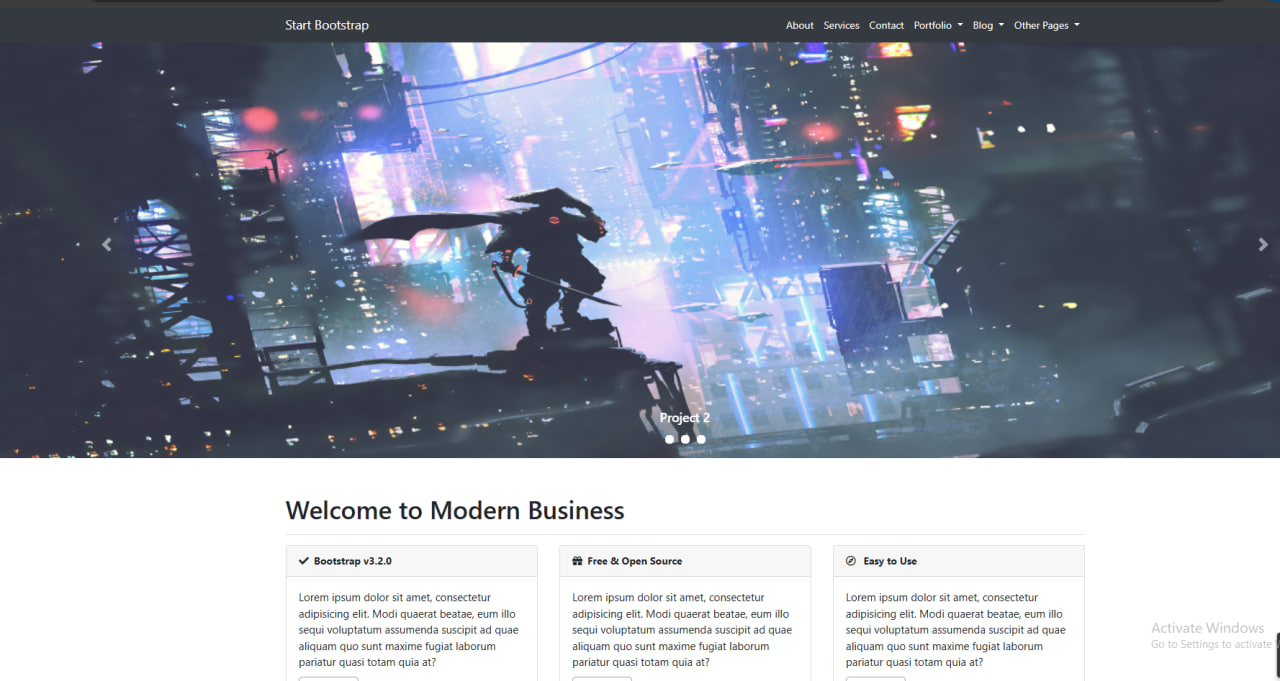 Start Bootstrap
About Services Contact Portfolio Blog Other Pages
Project 2
Welcome to Modern Business
Bootstrap v3.2.0
Lorem ipsum dolor sit amet, consectetur
adipisicing elit. Modi quaerat beatae, eum illo
sequi voluptatum assumenda suscipit ad quae
aliquam quo sunt maxime fugiat laborum
pariatur quasi totam quia at?
Free & Open Source
Lorem ipsum dolor sit amet, consectetur
adipisicing elit. Modi quaerat beatae, eum illo
sequi voluptatum assumenda suscipit ad quae
aliquam quo sunt maxime fugiat laborum
pariatur quasi totam quia at?
Easy to Use
Lorem ipsum dolor sit amet, consectetur
adipisicing elit. Modi quaerat beatae, eum illo
sequi voluptatum assumenda suscipit ad quae
aliquam quo sunt maxime fugiat laborum
pariatur quasi totam quia at?
Activate Windows
Go to Settings to activate